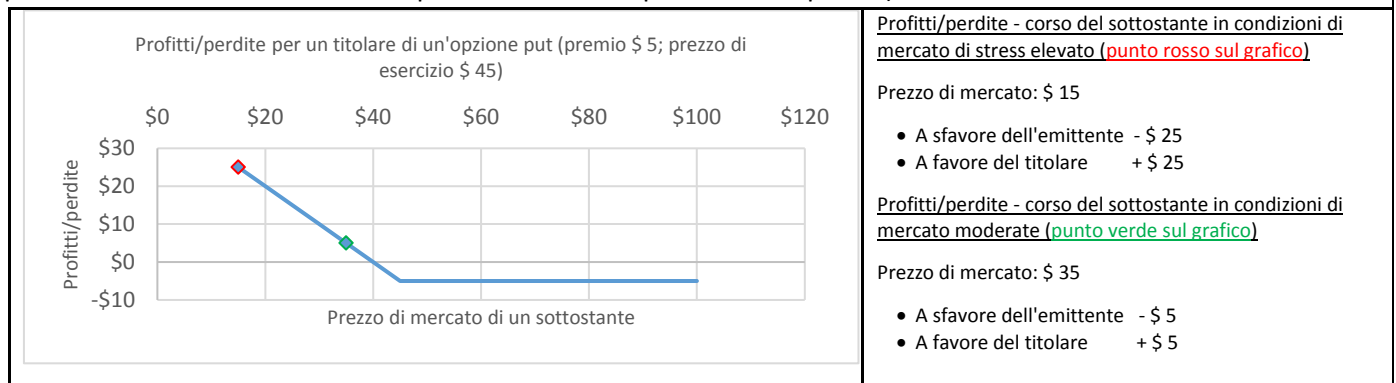 Profitti/perdite per un titolare di un'opzione put (premio $ 5; prezzo di
esercizio $ 45)
$0 $20 $40 $60 $80 $100 $120
$30
$20
$10
$0
-$10
Profitti/perdite
Prezzo di mercato di un sottostante
Profitti/perdite - corso del sottostante in condizioni di
mercato di stress elevato (punto rosso sul grafico)
Prezzo di mercato: $ 15
• A sfavore dell'emittente - $ 25
• A favore del titolare + $ 25
Profitti/perdite - corso del sottostante in condizioni di
mercato moderate (punto verde sul grafico)
Prezzo di mercato: $ 35
• A sfavore dell'emittente - $ 5
• A favore del titolare + $ 5